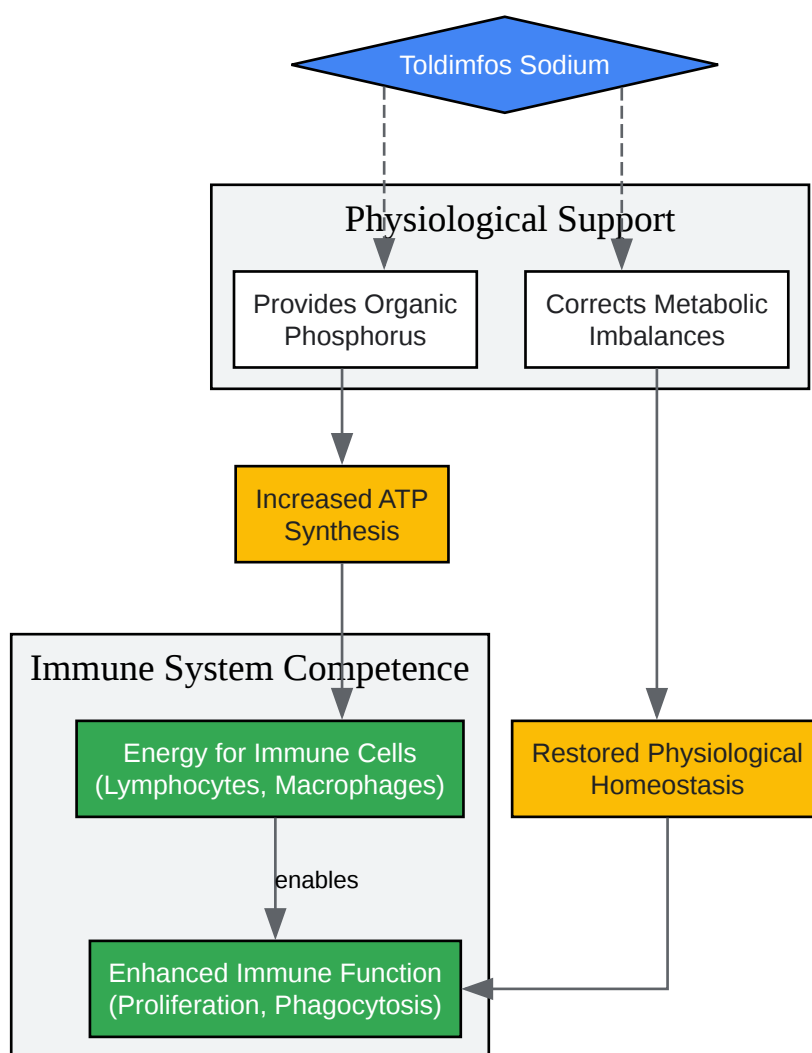 Toldimfos Sodium
Physiological Support
Provides Organic
Phosphorus
Corrects Metabolic
Imbalances
Increased ATP
Synthesis
Immune System Competence
Energy for Immune Cells
(Lymphocytes, Macrophages)
Restored Physiological
Homeostasis
enables
Enhanced Immune Function
(Proliferation, Phagocytosis)